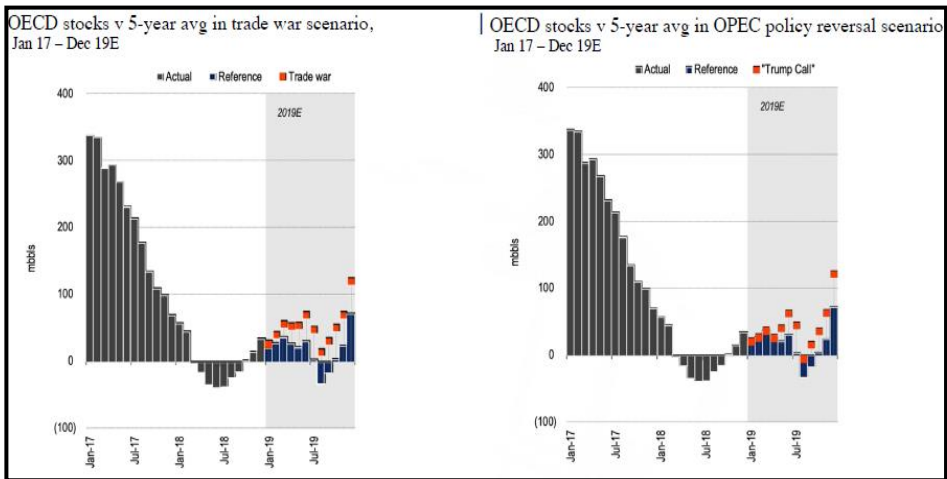 OECD stocks v 5-year avg in trade war scenario,
Jan 17 – Dec 19E
Actual Reference Trade war
400
300
200
100
0
(100)
mbbls
2019E
Jan-17
Jul-17
Jan-18
Jul-18
Jan-19
Jul-19
OECD stocks v 5-year avg in OPEC policy reversal scenario
Jan 17 – Dec 19E
Actual Reference "Trump Call"
400
300
200
100
0
(100)
mbbls
2019E
Jan-17
Jul-17
Jan-18
Jul-18
Jan-19
Jul-19